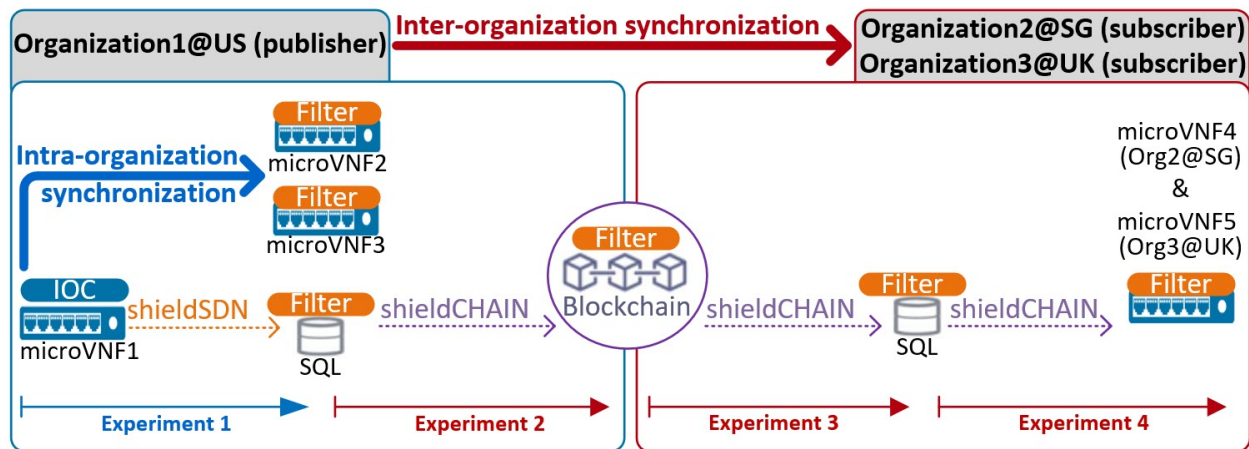 Organization1@US (publisher)
Inter-organization synchronization
Organization2@SG (subscriber)
Organization3@UK (subscriber)
Intra-organization
synchronization
Filter
microVNF2
Filter
microVNF3
IOC
microVNF1
shieldSDN
Filter
SQL
shieldCHAIN
Filter
Blockchain
shieldCHAIN
Filter
SQL
shieldCHAIN
microVNF4
(Org2@SG)
&
microVNF5
(Org3@UK)
Filter
Experiment 1
Experiment 2
Experiment 3
Experiment 4